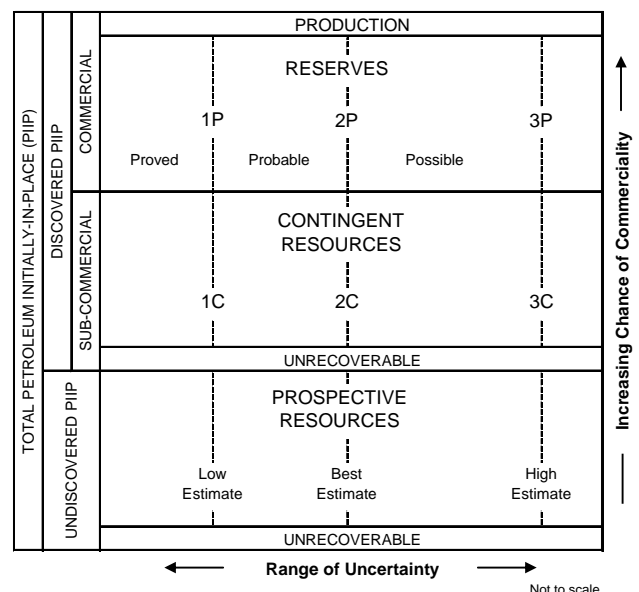 TOTAL PETROLEUM INITIALLY-IN-PLACE (PIIP)
DISCOVERED PIIP
UNDISCOVERED PIIP
COMMERCIAL
SUB-COMMERCIAL
PRODUCTION
RESERVES
1P 2P 3P
Proved Probable Possible
CONTINGENT
RESOURCES
1C 2C 3C
UNRECOVERABLE
PROSPECTIVE
RESOURCES
Low Best High
Estimate Estimate Estimate
UNRECOVERABLE
Increasing Chance of Commerciality
Range of Uncertainty
Not to scale